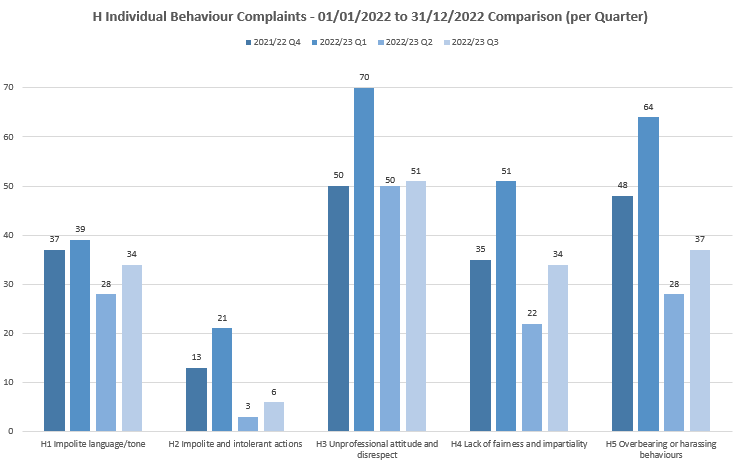 H Individual Behaviour Complaints - 01/01/2022 to 31/12/2022 Comparison (per Quarter)
2021/22 Q4 2022/23 Q1 2022/23 Q2 2022/23 Q3
70
60
50
40
30
20
10
0
37 39 28 34
13 21 3 6
50 70 50 51
35 51 22 34
48 64 28 37
H1 Impolite language/tone
H2 Impolite and intolerant actions
H3 Unprofessional attitude and
disrespect
H4 Lack of fairness and impartiality
H5 Overbearing or harassing
behaviours